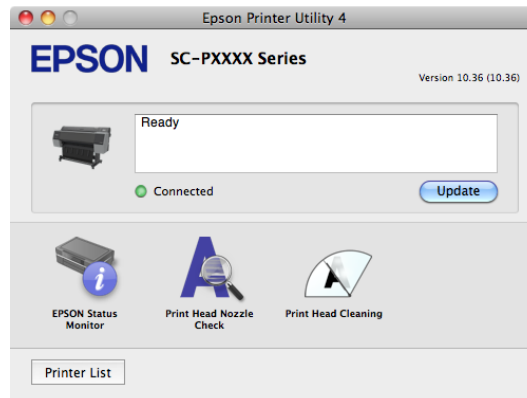 Epson Printer Utility 4
EPSON SC-PXXXX Series
Version 10.36 (10.36)
Ready
Connected
Update
EPSON Status
Monitor
Print Head Nozzle
Check
Print Head Cleaning
Printer List